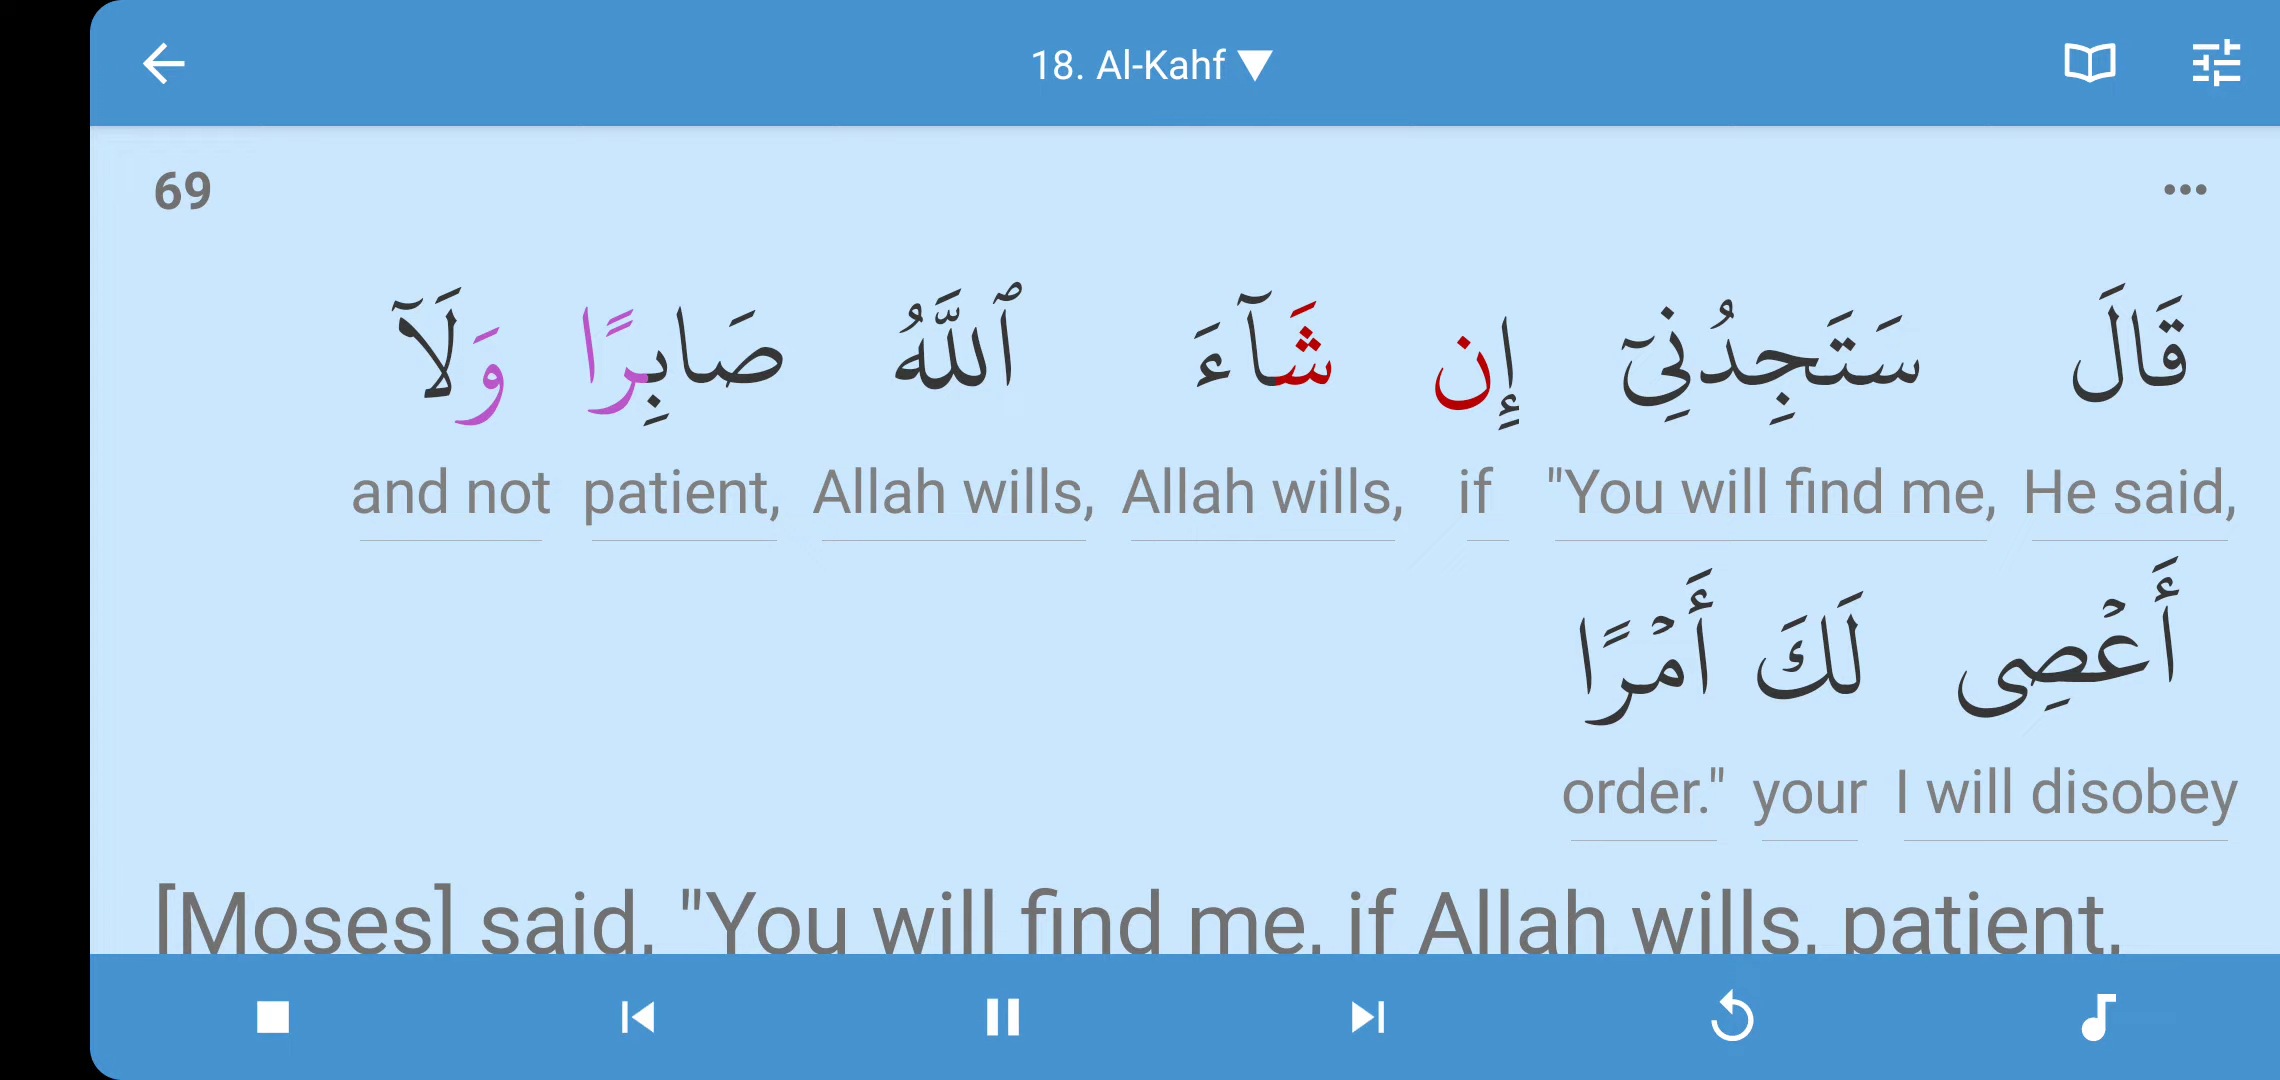 18. Al-Kahf ▼
69
قَالَ سَتَجِدُنِىٓ إِن شَآءَ ٱللَّهُ صَابِرًا وَلَآ
He said, "You will find me, if Allah wills, Allah wills, patient, and not
أَعْصِى لَكَ أَمْرًا
I will disobey your order."
[Moses] said, "You will find me, if Allah wills, patient,